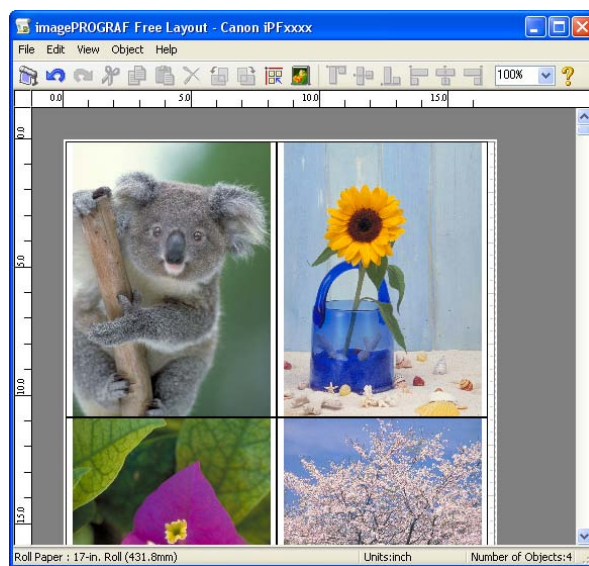 imagePROGRAF Free Layout - Canon iPFxxxx
File Edit View Object Help
100%
0.0 5.0 10.0 15.0
0.0
5.0
10.0
15.0
Roll Paper : 17-in. Roll (431.8mm) Units:inch Number of Objects:4